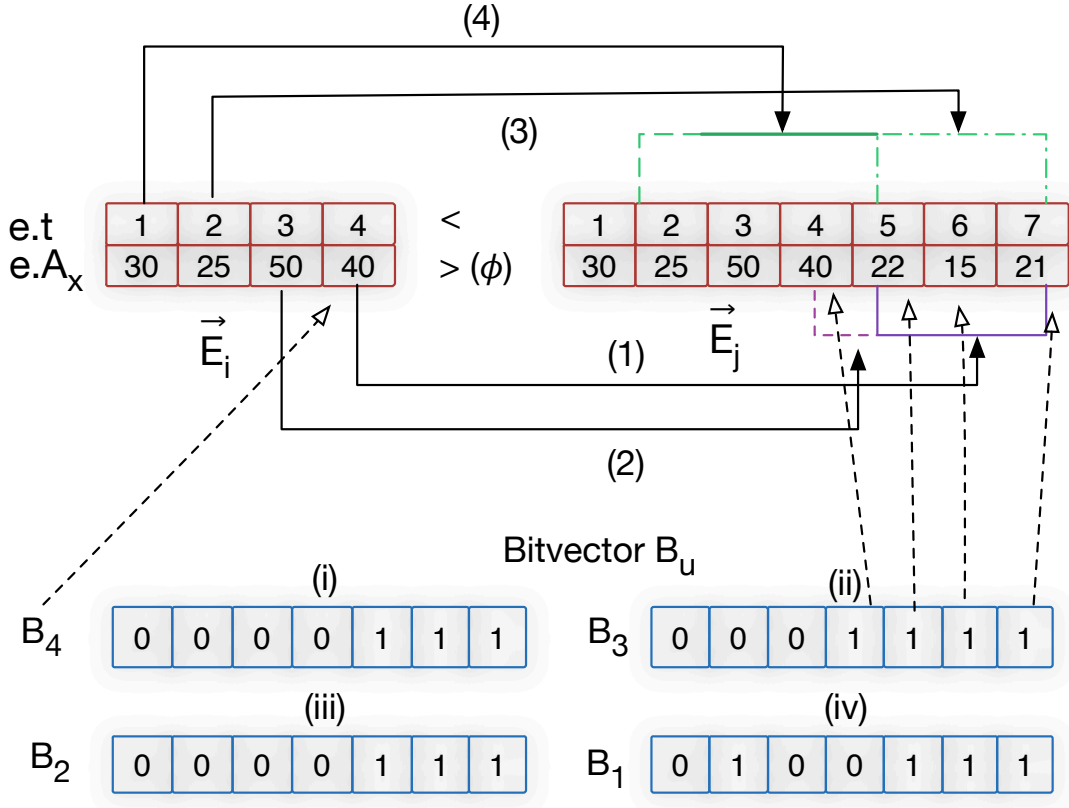 (4)
(3)
e.t 1 2 3 4 < 1 2 3 4 5 6 7
e.Ax 30 25 50 40 > (ϕ) 30 25 50 40 22 15 21
Ei Ej
(1)
(2)
Bitvector Bu
(i) (ii)
B4 0 0 0 0 1 1 1 B3 0 0 0 1 1 1 1
(iii) (iv)
B2 0 0 0 0 1 1 1 B1 0 1 0 0 1 1 1